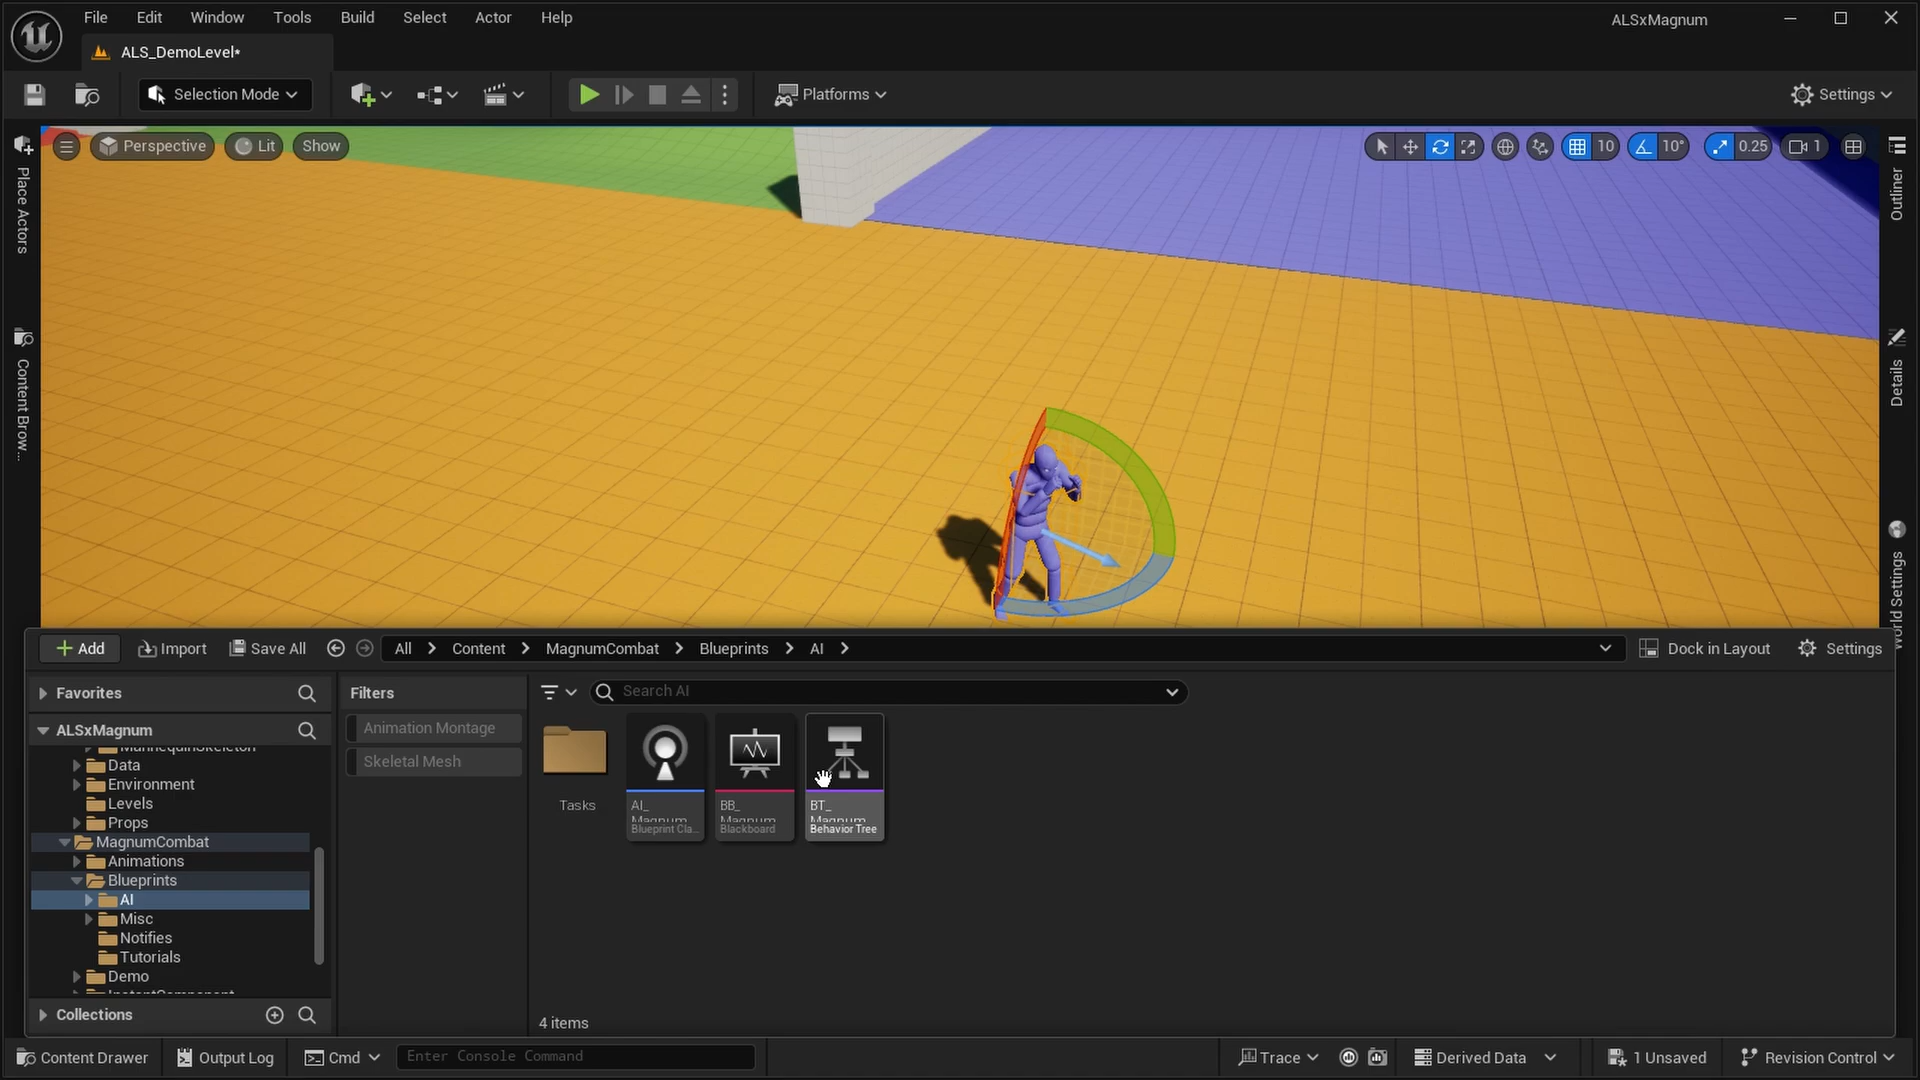 File Edit Window Tools Build Select Actor Help
ALSxMagnum
ALS_DemoLevel*
Selection Mode
Platforms
Settings
Perspective
Lit
Show
10
10°
0.25
1
Place Actors
Content Brow...
Outliner
Details
World Settings
Add
Import
Save All
All
Content
MagnumCombat
Blueprints
AI
Dock in Layout
Settings
Favorites
Filters
Search AI
ALSxMagnum
Animation Montage
Skeletal Mesh
MannequinSkeleton
Data
Environment
Levels
Props
MagnumCombat
Animations
Blueprints
AI
Misc
Notifies
Tutorials
Demo
InstantComponent
Collections
Tasks
AI_
Magnum
Blueprint Cla...
BB_
Magnum
Blackboard
BT_
Magnum
Behavior Tree
4 items
Content Drawer
Output Log
Cmd
Enter Console Command
Trace
Derived Data
1 Unsaved
Revision Control